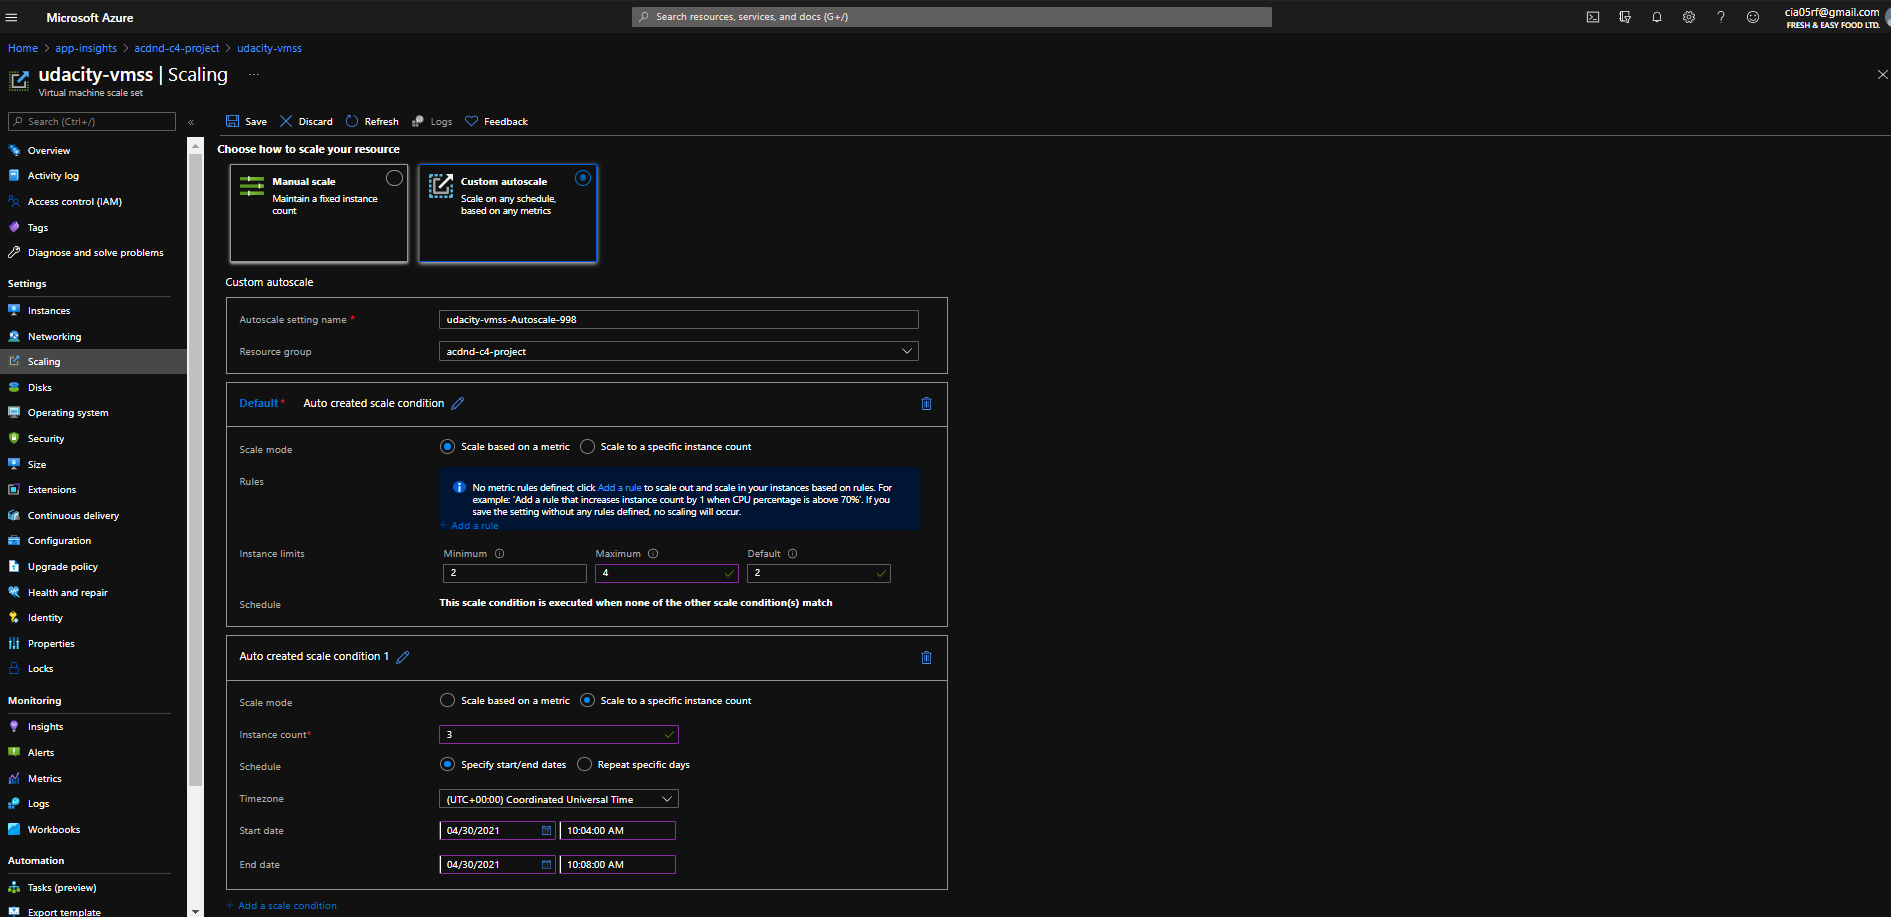 Microsoft Azure
Search resources, services, and docs (G+/)
cia05rf@gmail.com
FRESH & EASY FOOD LTD.
Home > app-insights > acdnd-c4-project > udacity-vmss
udacity-vmss | Scaling ...
Virtual machine scale set
Search (Ctrl+/)
«
Overview
Activity log
Access control (IAM)
Tags
Diagnose and solve problems
Settings
Instances
Networking
Scaling
Disks
Operating system
Security
Size
Extensions
Continuous delivery
Configuration
Upgrade policy
Health and repair
Identity
Properties
Locks
Monitoring
Insights
Alerts
Metrics
Logs
Workbooks
Automation
Tasks (preview)
Export template
Save Discard Refresh Logs Feedback
Choose how to scale your resource
Manual scale
Maintain a fixed instance
count
Custom autoscale
Scale on any schedule,
based on any metrics
Custom autoscale
Autoscale setting name * udacity-vmss-Autoscale-998
Resource group acdnd-c4-project
Default* Auto created scale condition
Scale mode Scale based on a metric Scale to a specific instance count
Rules
No metric rules defined; click Add a rule to scale out and scale in your instances based on rules. For
example: 'Add a rule that increases instance count by 1 when CPU percentage is above 70%'. If you
save the setting without any rules defined, no scaling will occur.
+ Add a rule
Instance limits Minimum Maximum Default
2 4 2
Schedule This scale condition is executed when none of the other scale condition(s) match
Auto created scale condition 1
Scale mode Scale based on a metric Scale to a specific instance count
Instance count* 3
Schedule Specify start/end dates Repeat specific days
Timezone (UTC+00:00) Coordinated Universal Time
Start date 04/30/2021 10:04:00 AM
End date 04/30/2021 10:08:00 AM
+ Add a scale condition